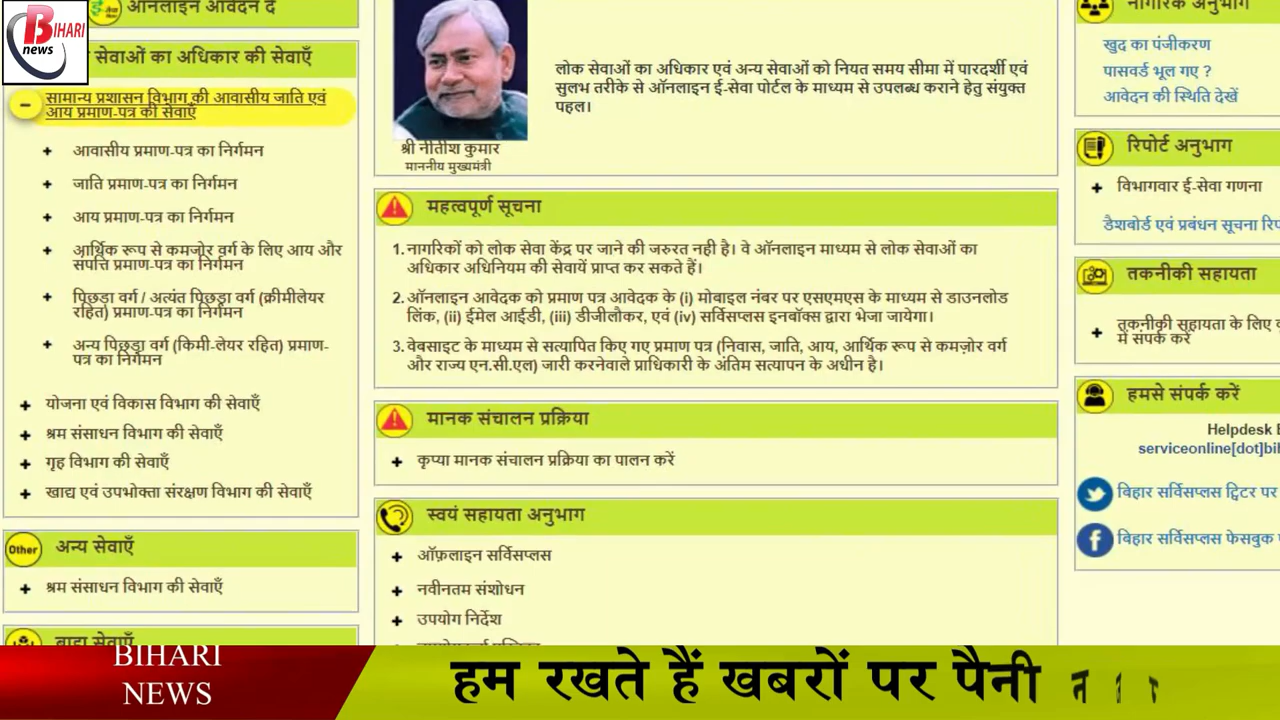 BIHARI
news
ऑनलाइन आवेदन दें
सेवाओं का अधिकार की सेवाएँ
सामान्य प्रशासन विभाग की आवासीय जाति एवं
आय प्रमाण-पत्र की सेवाएँ
आवासीय प्रमाण-पत्र का निर्गमन
जाति प्रमाण-पत्र का निर्गमन
आय प्रमाण-पत्र का निर्गमन
आर्थिक रूप से कमजोर वर्ग के लिए आय और
संपत्ति प्रमाण-पत्र का निर्गमन
पिछड़ा वर्ग / अत्यंत पिछड़ा वर्ग (क्रीमीलेयर
रहित) प्रमाण-पत्र का निर्गमन
अन्य पिछड़ा वर्ग (किमी-लेयर रहित) प्रमाण-
पत्र का निर्गमन
योजना एवं विकास विभाग की सेवाएँ
श्रम संसाधन विभाग की सेवाएँ
गृह विभाग की सेवाएँ
खाद्य एवं उपभोक्ता संरक्षण विभाग की सेवाएँ
Other अन्य सेवाएँ
श्रम संसाधन विभाग की सेवाएँ
बाह्य सेवाएँ
श्री नीतीश कुमार
माननीय मुख्यमंत्री
लोक सेवाओं का अधिकार एवं अन्य सेवाओं को नियत समय सीमा में पारदर्शी एवं
सुलभ तरीके से ऑनलाइन ई-सेवा पोर्टल के माध्यम से उपलब्ध कराने हेतु संयुक्त
पहल।
महत्वपूर्ण सूचना
1. नागरिकों को लोक सेवा केंद्र पर जाने की जरुरत नही है। वे ऑनलाइन माध्यम से लोक सेवाओं का
अधिकार अधिनियम की सेवायें प्राप्त कर सकते हैं।
2. ऑनलाइन आवेदक को प्रमाण पत्र आवेदक के (i) मोबाइल नंबर पर एसएमएस के माध्यम से डाउनलोड
लिंक, (ii) ईमेल आईडी, (iii) डीजीलौकर, एवं (iv) सर्विसप्लस इनबॉक्स द्वारा भेजा जायेगा।
3. वेबसाइट के माध्यम से सत्यापित किए गए प्रमाण पत्र (निवास, जाति, आय, आर्थिक रूप से कमज़ोर वर्ग
और राज्य एन.सी.एल) जारी करनेवाले प्राधिकारी के अंतिम सत्यापन के अधीन है।
मानक संचालन प्रक्रिया
कृप्या मानक संचालन प्रक्रिया का पालन करें
स्वयं सहायता अनुभाग
ऑफ़लाइन सर्विसप्लस
नवीनतम संशोधन
उपयोग निर्देश
नागरिक अनुभाग
खुद का पंजीकरण
पासवर्ड भूल गए ?
आवेदन की स्थिति देखें
रिपोर्ट अनुभाग
विभागवार ई-सेवा गणना
डैशबोर्ड एवं प्रबंधन सूचना
तकनीकी सहायता
तकनीकी सहायता के लिए
में संपर्क करें
हमसे संपर्क करें
Helpdesk
serviceonline[dot]bi
बिहार सर्विसप्लस ट्विटर पर
बिहार सर्विसप्लस फेसबुक
BIHARI
NEWS
हम रखते हैं खबरों पर पैनी